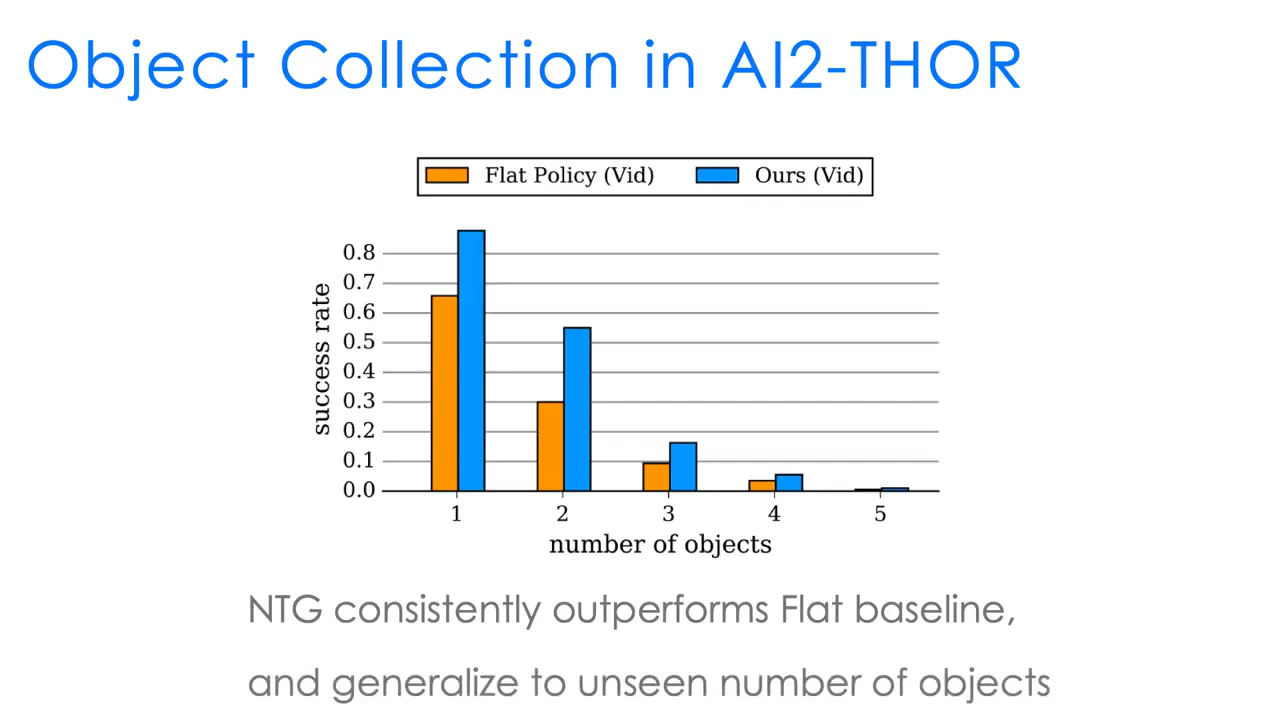 Object Collection in AI2-THOR
Flat Policy (Vid) Ours (Vid)
success rate
0.8
0.7
0.6
0.5
0.4
0.3
0.2
0.1
0.0
1 2 3 4 5
number of objects
NTG consistently outperforms Flat baseline,
and generalize to unseen number of objects